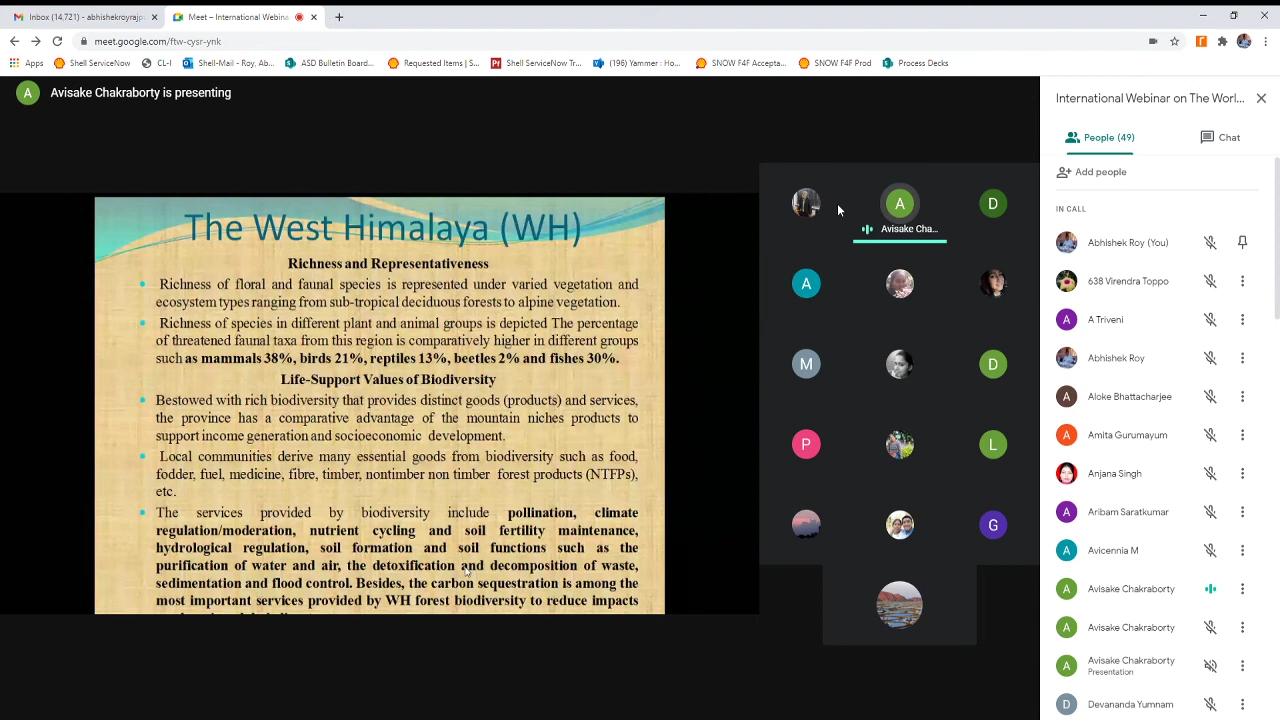 Inbox (14,721) - abhishekroyrajp
Meet – International Webina
meet.google.com/ftw-cysr-ynk
Apps
Shell ServiceNow
CL-I
Shell-Mail - Roy, Ab...
ASD Bulletin Board...
Requested Items | S...
Shell ServiceNow Tr...
(196) Yammer : Ho...
SNOW F4F Accepta...
SNOW F4F Prod
Process Decks
A
Avisake Chakraborty is presenting
The West Himalaya (WH)
Richness and Representativeness
Richness of floral and faunal species is represented under varied vegetation and
ecosystem types ranging from sub-tropical deciduous forests to alpine vegetation.
Richness of species in different plant and animal groups is depicted The percentage
of threatened faunal taxa from this region is comparatively higher in different groups
such as mammals 38%, birds 21%, reptiles 13%, beetles 2% and fishes 30%.
Life-Support Values of Biodiversity
Bestowed with rich biodiversity that provides distinct goods (products) and services,
the province has a comparative advantage of the mountain niches products to
support income generation and socioeconomic development.
Local communities derive many essential goods from biodiversity such as food,
fodder, fuel, medicine, fibre, timber, nontimber non timber forest products (NTFPs),
etc.
The services provided by biodiversity include pollination, climate
regulation/moderation, nutrient cycling and soil fertility maintenance,
hydrological regulation, soil formation and soil functions such as the
purification of water and air, the detoxification and decomposition of waste,
sedimentation and flood control. Besides, the carbon sequestration is among the
most important services provided by WH forest biodiversity to reduce impacts
A
D
Avisake Cha...
A
M
D
P
L
G
International Webinar on The Worl...
People (49)
Chat
Add people
IN CALL
Abhishek Roy (You)
638 Virendra Toppo
A
A Triveni
Abhishek Roy
A
Aloke Bhattacharjee
A
Amita Gurumayum
Anjana Singh
A
Aribam Saratkumar
A
Avicennia M
A
Avisake Chakraborty
A
Avisake Chakraborty
A
Avisake Chakraborty
Presentation
D
Devananda Yumnam